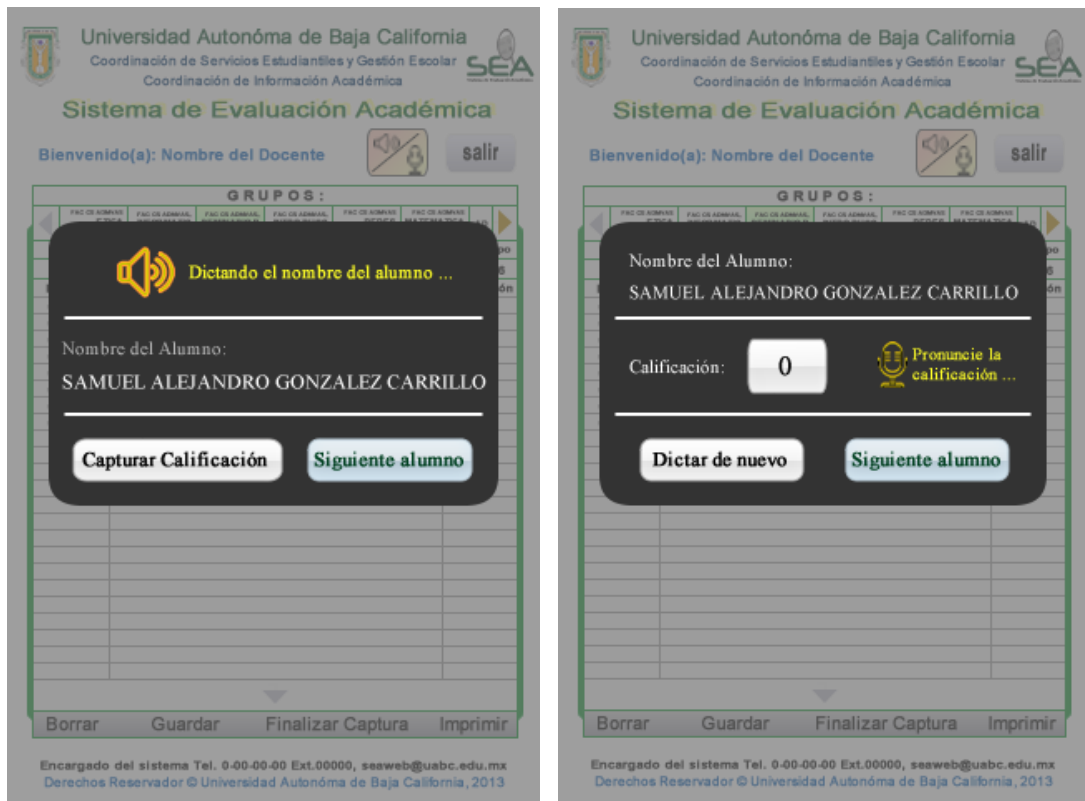 Universidad Autonóma de Baja California
Coordinación de Servicios Estudiantiles y Gestión Escolar
Coordinación de Información Académica
SEA
Sistema de Evaluación Académica
Bienvenido(a): Nombre del Docente
salir
GRUPOS:
Dictando el nombre del alumno ...
Nombre del Alumno:
SAMUEL ALEJANDRO GONZALEZ CARRILLO
Capturar Calificación
Siguiente alumno
Borrar Guardar Finalizar Captura Imprimir
Encargado del sistema Tel. 0-00-00-00 Ext.00000, seaweb@uabc.edu.mx
Derechos Reservador © Universidad Autonóma de Baja California, 2013
Universidad Autonóma de Baja California
Coordinación de Servicios Estudiantiles y Gestión Escolar
Coordinación de Información Académica
SEA
Sistema de Evaluación Académica
Bienvenido(a): Nombre del Docente
salir
GRUPOS:
Nombre del Alumno:
SAMUEL ALEJANDRO GONZALEZ CARRILLO
Calificación:
0
Pronuncie la
calificación ...
Dictar de nuevo
Siguiente alumno
Borrar Guardar Finalizar Captura Imprimir
Encargado del sistema Tel. 0-00-00-00 Ext.00000, seaweb@uabc.edu.mx
Derechos Reservador © Universidad Autonóma de Baja California, 2013